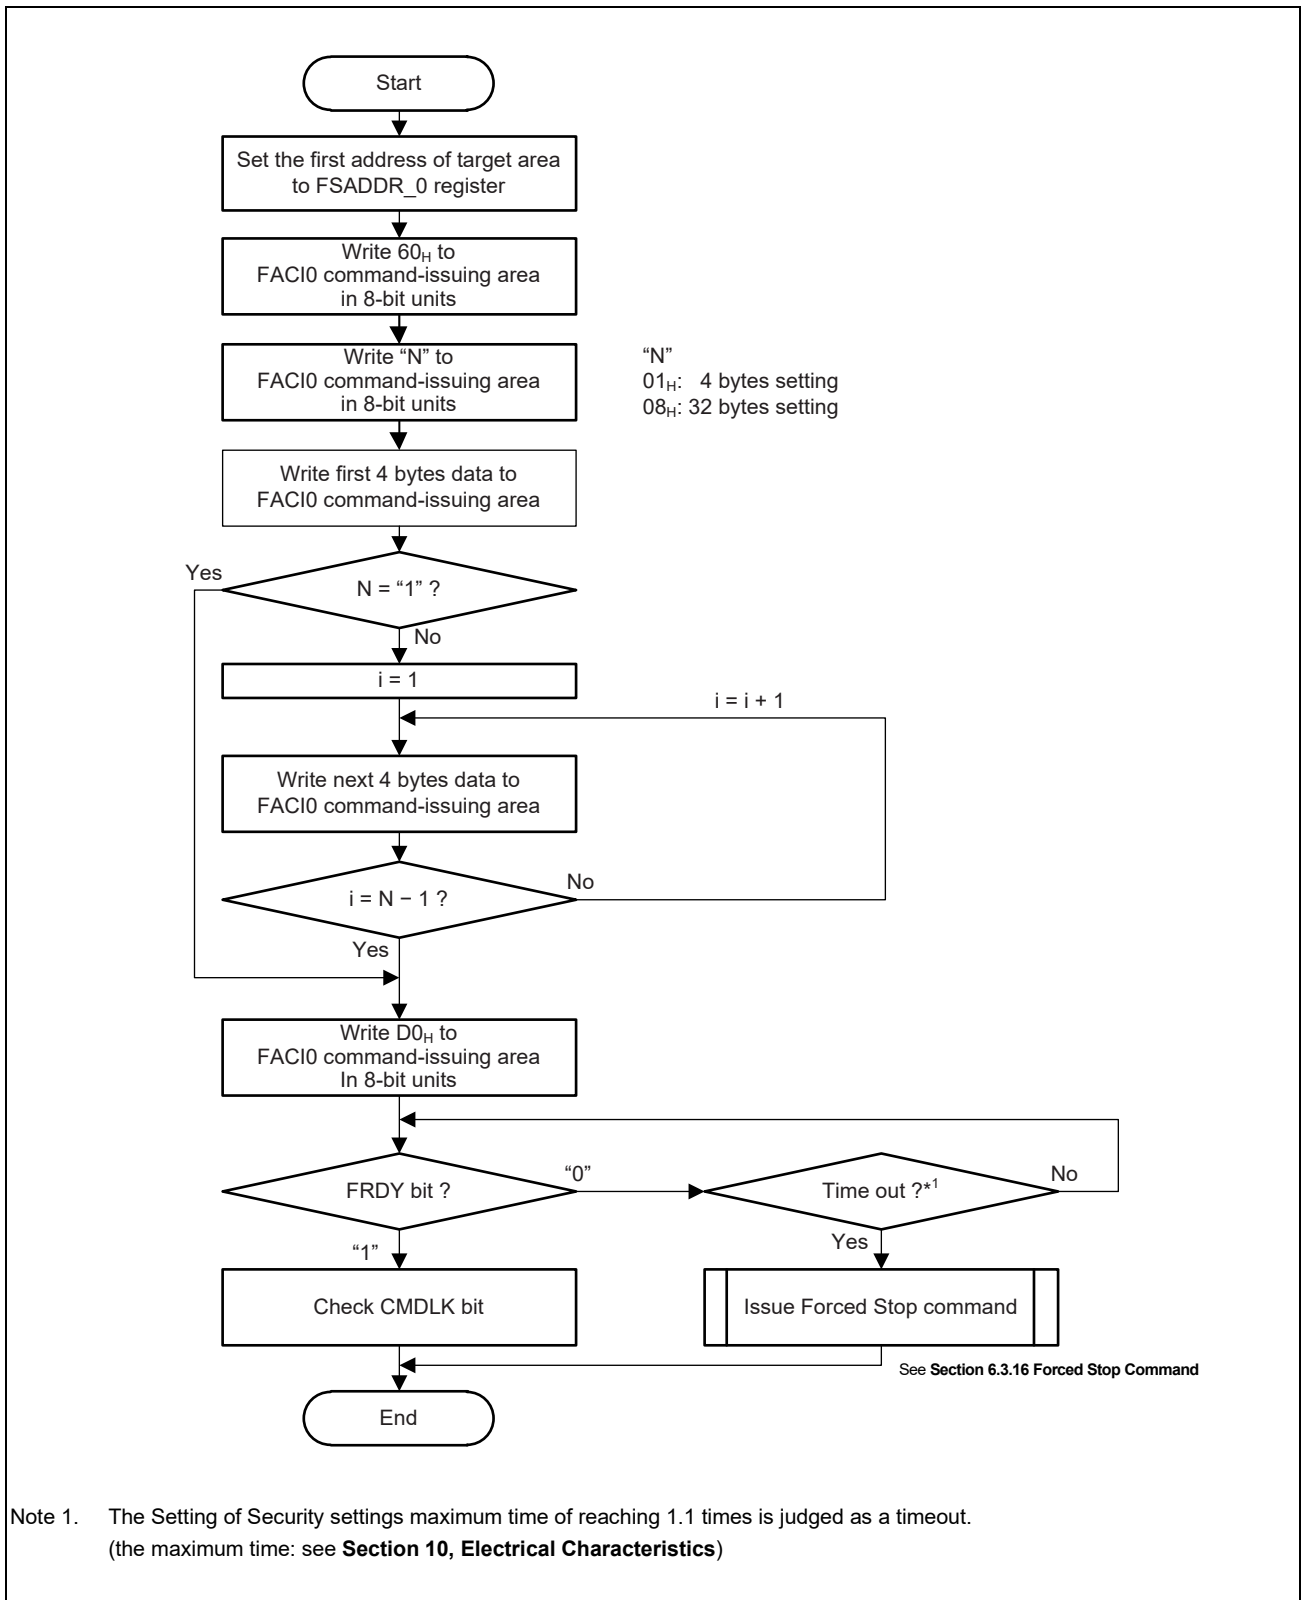 Start
Set the first address of target area
to FSADDR_0 register
Write 60H to
FACI0 command-issuing area
in 8-bit units
Write “N” to
FACI0 command-issuing area
in 8-bit units
“N”
01H: 4 bytes setting
08H: 32 bytes setting
Write first 4 bytes data to
FACI0 command-issuing area
Yes
N = “1” ?
No
i = 1
i = i + 1
Write next 4 bytes data to
FACI0 command-issuing area
i = N − 1 ?
No
Yes
Write D0H to
FACI0 command-issuing area
In 8-bit units
FRDY bit ?
“0”
Time out ?*1
No
“1”
Yes
Check CMDLK bit
Issue Forced Stop command
See Section 6.3.16 Forced Stop Command
End
Note 1. The Setting of Security settings maximum time of reaching 1.1 times is judged as a timeout.
(the maximum time: see Section 10, Electrical Characteristics)